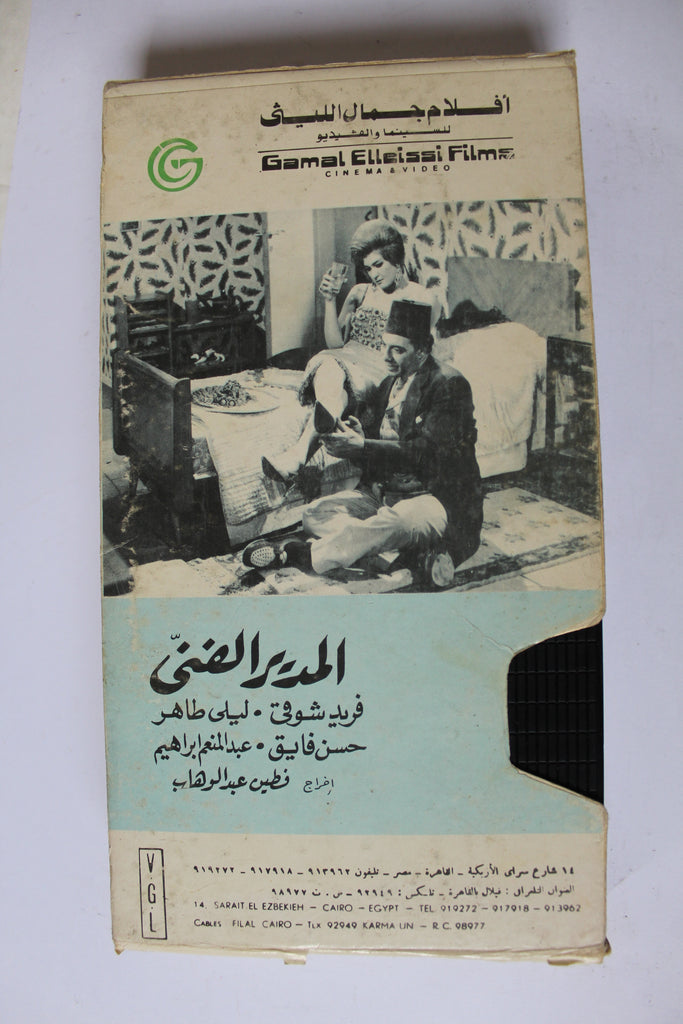 أفلام جمال الليثى
للسينما والفيديو
Gamal Elleissi Films
CINEMA & VIDEO
المدير الفنىّ
فريد شوقى • ليلى طاهر
حسن فايق • عبدالمنعم ابراهيم
إخراج فطين عبدالوهاب
VGL
١٤ شارع سراى الأزبكية - القاهرة - مصر - تليفون ٩١٣٩٦٢ - ٩١٧٩١٨ - ٩١٩٢٧٢
العنوان التلغرافى : فيلال بالقاهرة - تلكس : ٩٢٩٤٩ - س . ت ٩٨٩٧٧
14, SARAIT EL EZBEKIEH - CAIRO - EGYPT - TEL 919272 - 917918 - 913962
CABLES FILAL CAIRO - TLX 92949 KARMA UN - R.C. 98977